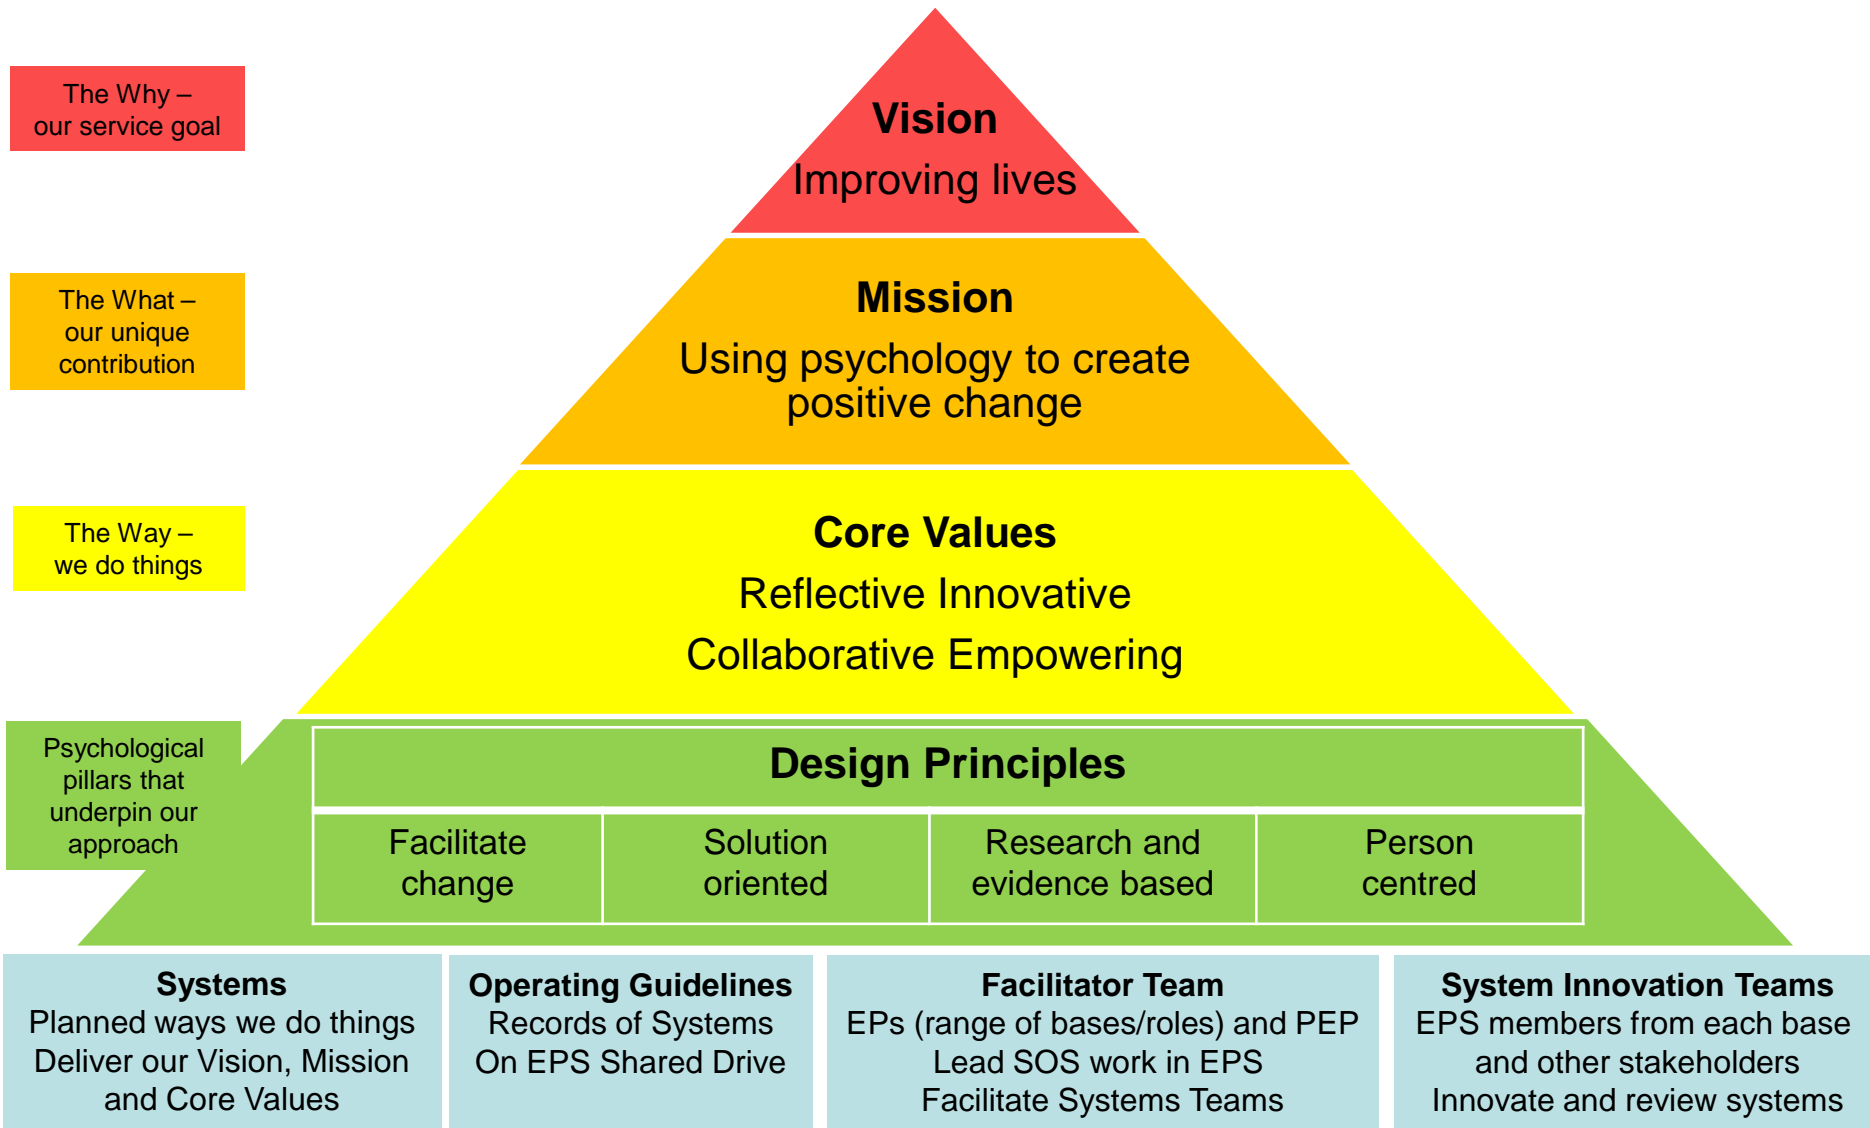 The Why –
our service goal
Vision
Improving lives
The What –
our unique
contribution
Mission
Using psychology to create
positive change
The Way –
we do things
Core Values
Reflective Innovative
Collaborative Empowering
Psychological
pillars that
underpin our
approach
Design Principles
Facilitate
change
Solution
oriented
Research and
evidence based
Person
centred
Systems
Planned ways we do things
Deliver our Vision, Mission
and Core Values
Operating Guidelines
Records of Systems
On EPS Shared Drive
Facilitator Team
EPs (range of bases/roles) and PEP
Lead SOS work in EPS
Facilitate Systems Teams
System Innovation Teams
EPS members from each base
and other stakeholders
Innovate and review systems